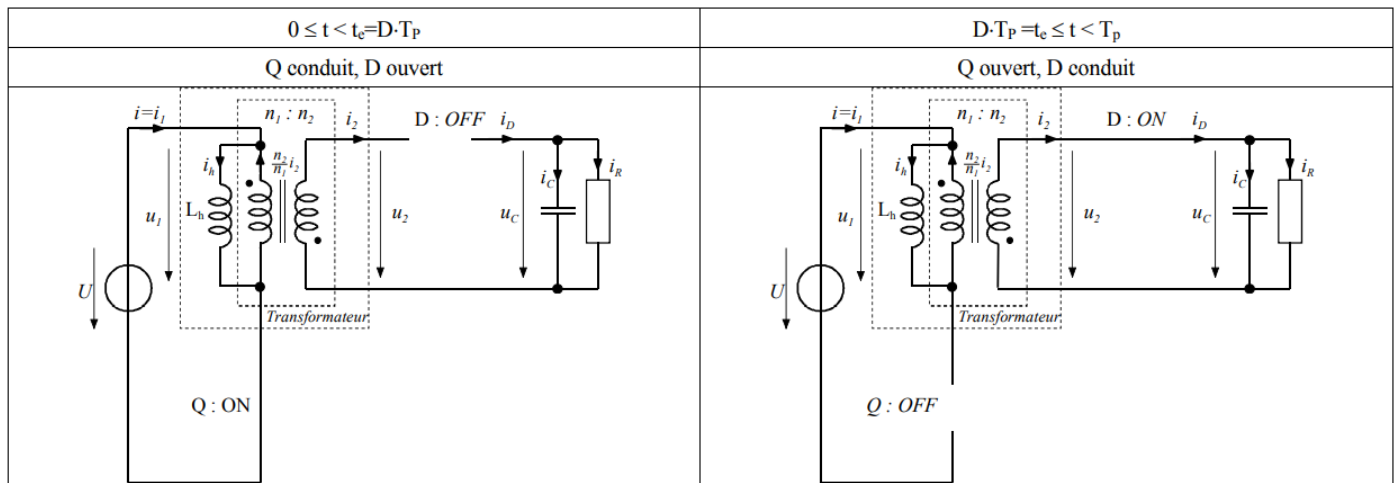 0 ≤ t < te=D·TP
D·TP =te ≤ t < Tp
Q conduit, D ouvert
Q ouvert, D conduit
i=i1
n1 : n2
i2
D : OFF
iD
ih
n2/n1 i2
iC
iR
u1
Lh
u2
uC
U
Transformateur
Q : ON
i=i1
n1 : n2
i2
D : ON
iD
ih
n2/n1 i2
iC
iR
u1
Lh
u2
uC
U
Transformateur
Q : OFF